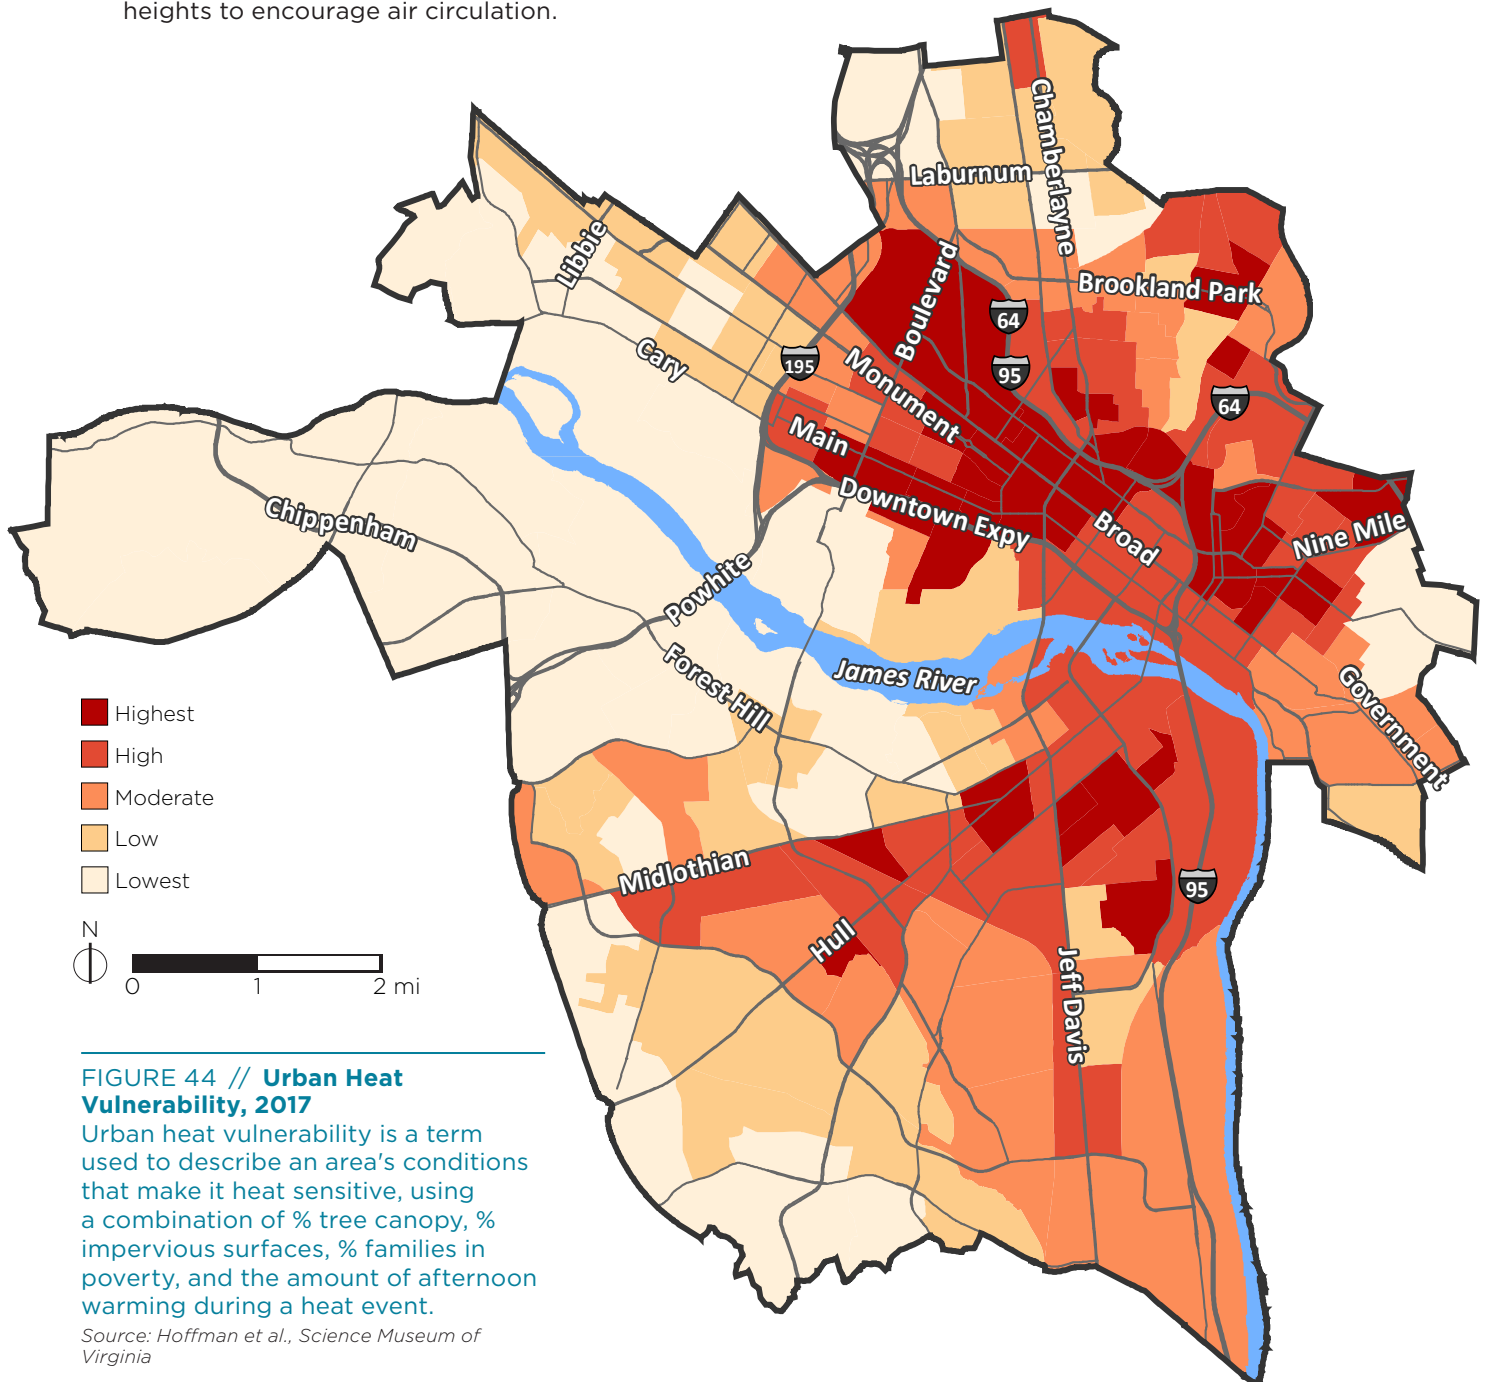 heights to encourage air circulation.
Chamberlayne
Laburnum
Libbie
Boulevard
Brookland Park
64
95
195
Cary
Monument
64
Main
Downtown Expy
Broad
Nine Mile
Chippenham
Powhite
Forest Hill
James River
Government
Highest
High
Moderate
Low
Lowest
Midlothian
95
Hull
Jeff Davis
N
0 1 2 mi
FIGURE 44 // Urban Heat
Vulnerability, 2017
Urban heat vulnerability is a term
used to describe an area's conditions
that make it heat sensitive, using
a combination of % tree canopy, %
impervious surfaces, % families in
poverty, and the amount of afternoon
warming during a heat event.
Source: Hoffman et al., Science Museum of
Virginia